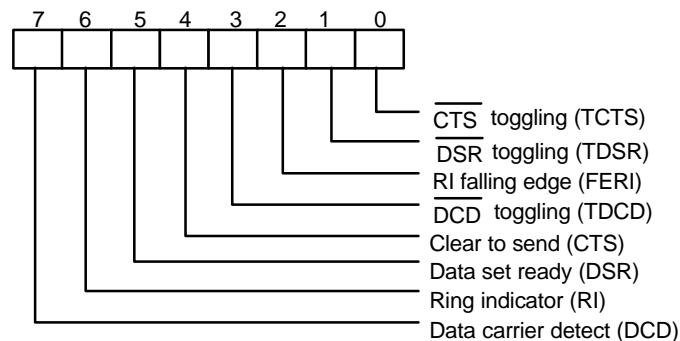 7 6 5 4 3 2 1 0
CTS toggling (TCTS)
DSR toggling (TDSR)
RI falling edge (FERI)
DCD toggling (TDCD)
Clear to send (CTS)
Data set ready (DSR)
Ring indicator (RI)
Data carrier detect (DCD)